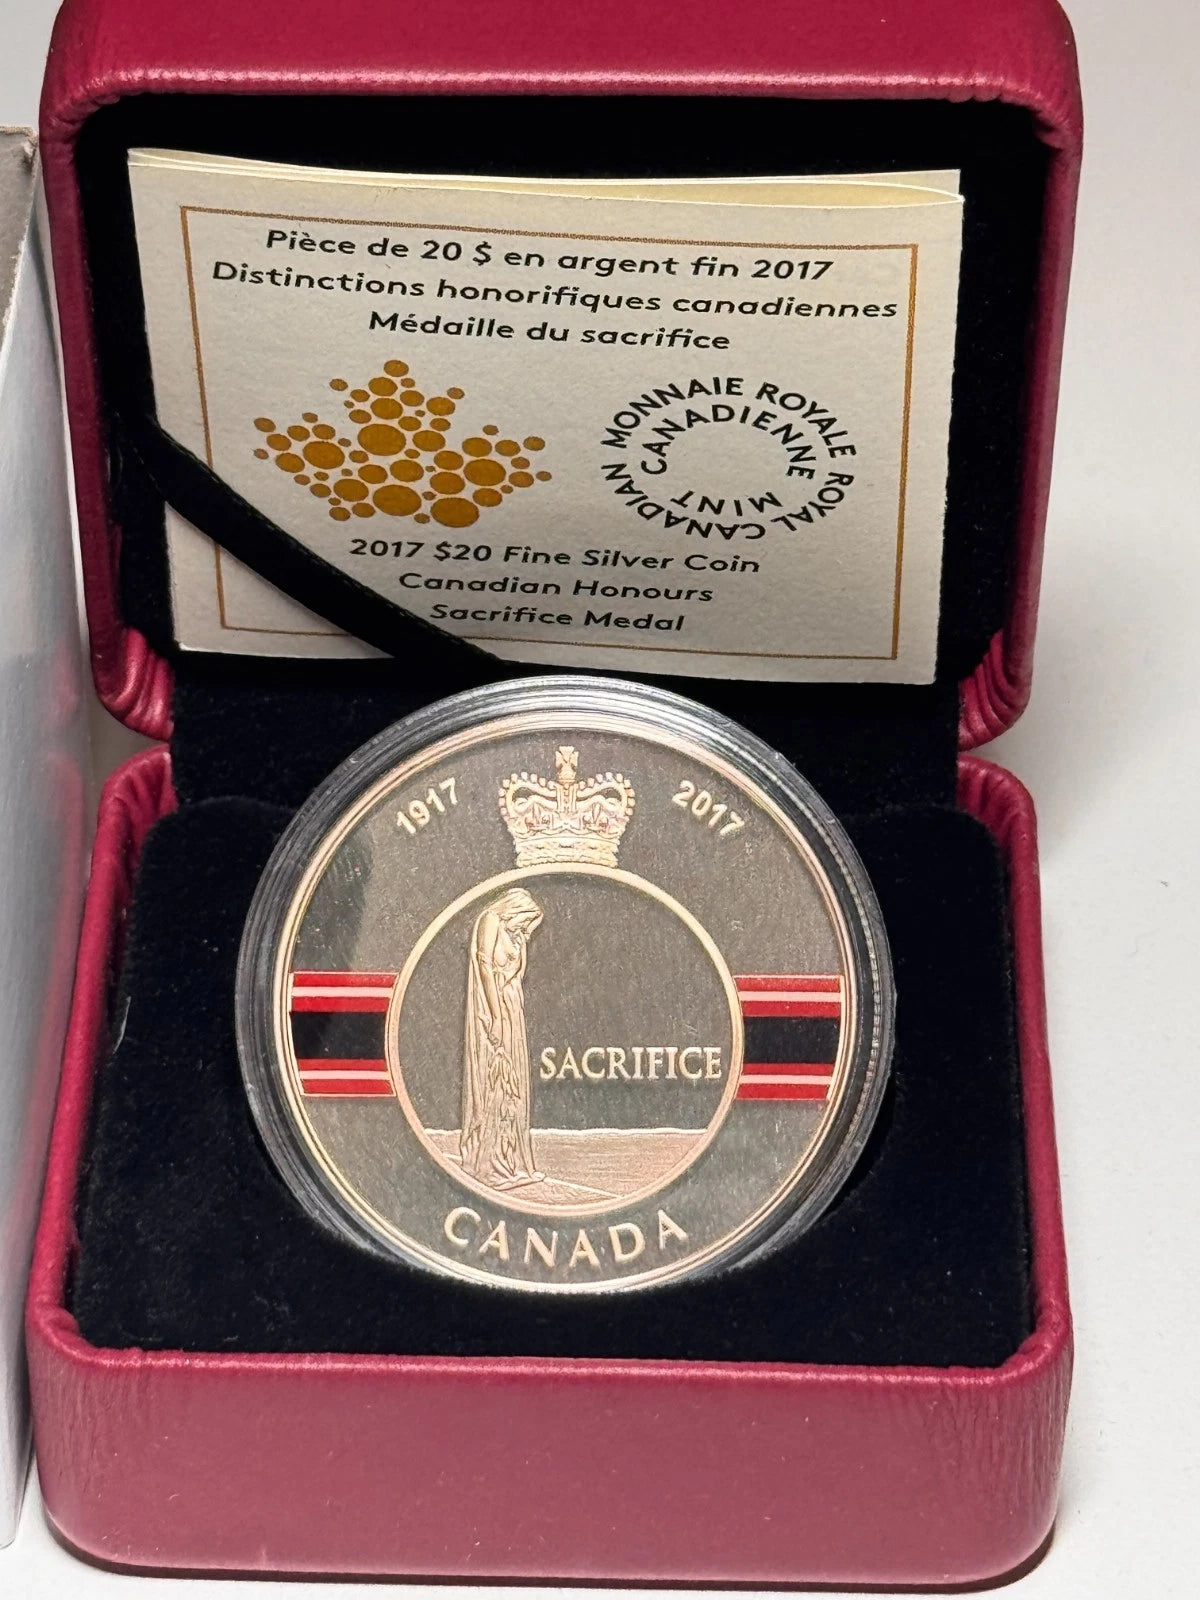 Pièce de 20 $ en argent fin 2017
Distinctions honorifiques canadiennes
Médaille du sacrifice
MONNAIE ROYALE CANADIENNE
ROYAL CANADIAN MINT
2017 $20 Fine Silver Coin
Canadian Honours
Sacrifice Medal
1917 2017
SACRIFICE
CANADA